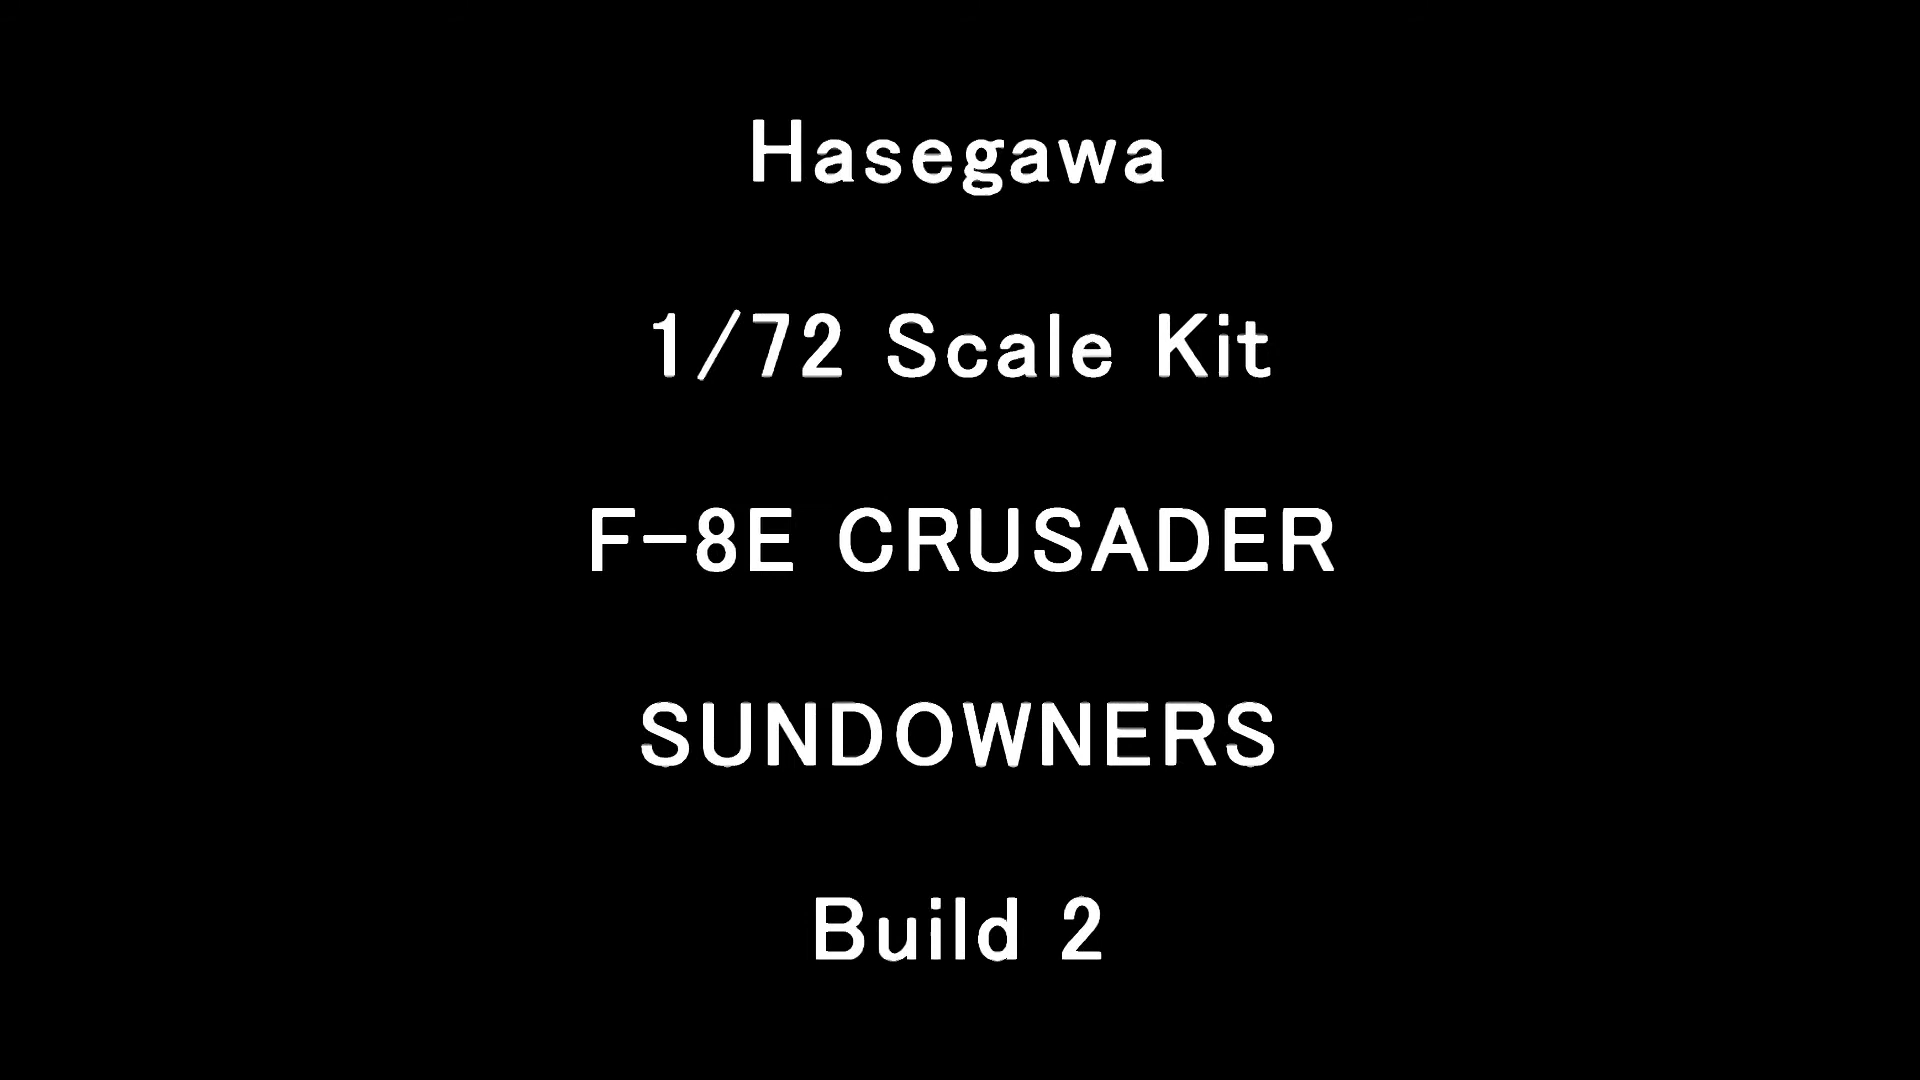 Hasegawa
1/72 Scale Kit
F-8E CRUSADER
SUNDOWNERS
Build 2